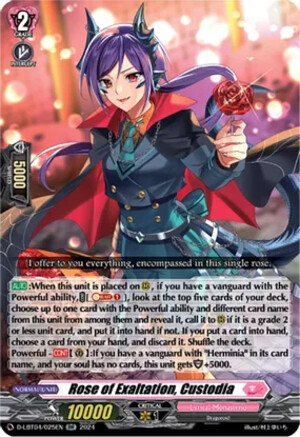 2
GRADE
INTERCEPT
5000
SHIELD
"I offer to you everything, encompassed in this single rose."
AUTO:When this unit is placed on , if you have a vanguard with the
Powerful ability, [ 1 ], look at the top five cards of your deck,
choose up to one card with the Powerful ability and different card name
from this unit from among them and reveal it, call it to if it is a grade 2
or less unit card, and put it into hand if not. If you put a card into hand,
choose a card from your hand, and discard it. Shuffle the deck.
Powerful - CONT 1:If you have a vanguard with "Herminia" in its card
name, and your soul has no cards, this unit gets +5000.
NORMAL UNIT
Rose of Exaltation, Custodia
Lyrical Monasterio
POWER 10000
CRITICAL
1
D-LBT04/025EN RR 2024